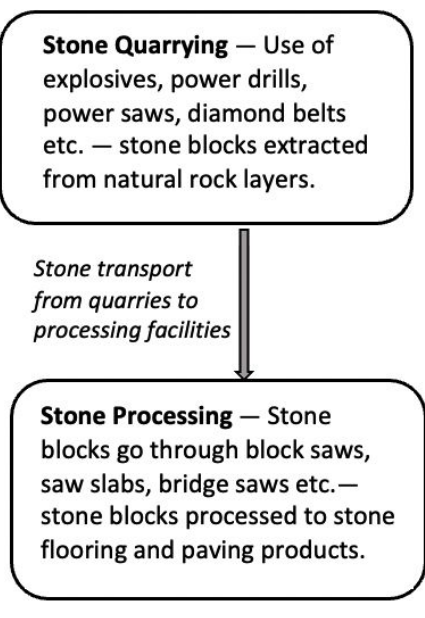 Stone Quarrying — Use of
explosives, power drills,
power saws, diamond belts
etc. — stone blocks extracted
from natural rock layers.
Stone transport
from quarries to
processing facilities
Stone Processing — Stone
blocks go through block saws,
saw slabs, bridge saws etc.—
stone blocks processed to stone
flooring and paving products.